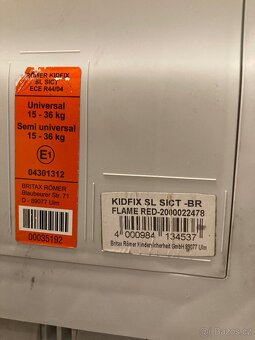 RÖMER KIDFIX
SL SICT
ECE R44/04
Universal
15 - 36 kg
Semi universal
15 - 36 kg
E1
04301312
BRITAX RÖMER
Blaubeurer Str. 71
D - 89077 Ulm
00035192
KIDFIX SL SICT -BR
FLAME RED-2000022478
4 000984 134537
Britax Römer Kindersicherheit GmbH 89077 Ulm